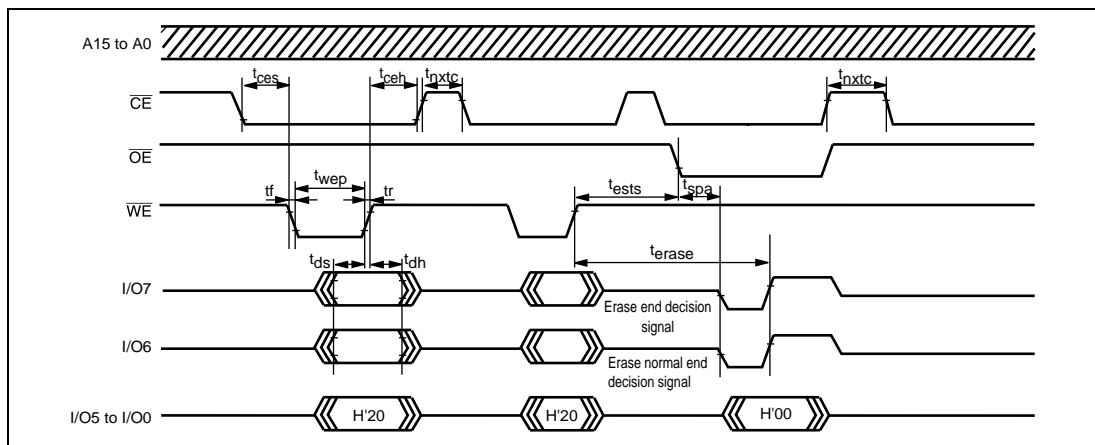 A15 to A0
tces
tceh
tnxtc
tnxtc
CE
OE
twep
tests
tspa
tf
tr
WE
terase
tds
tdh
I/O7
Erase end decision
signal
I/O6
Erase normal end
decision signal
I/O5 to I/O0
H'20
H'20
H'00